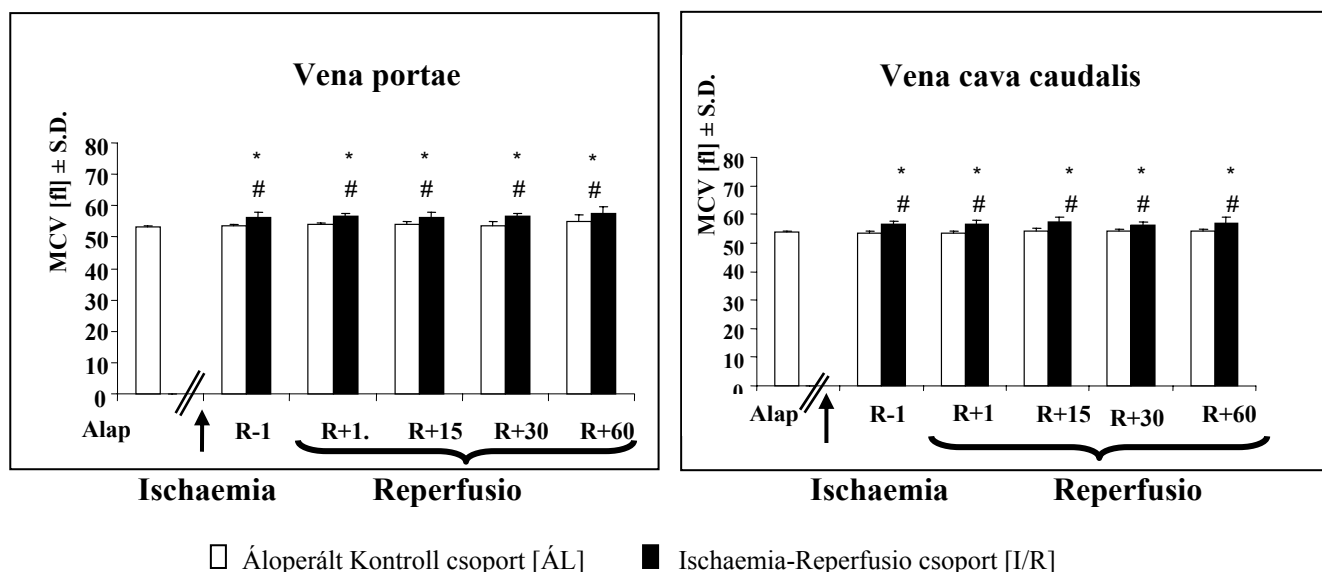 Vena portae
MCV [fl] ± S.D.
80
70
60
50
40
30
20
10
0
* * * * *
# # # # #
Alap R-1 R+1. R+15 R+30 R+60
Ischaemia Reperfusio
Vena cava caudalis
MCV [fl] ± S.D.
80
70
60
50
40
30
20
10
0
* * * * *
# # # # #
Alap R-1 R+1 R+15 R+30 R+60
Ischaemia Reperfusio
Áloperált Kontroll csoport [ÁL] Ischaemia-Reperfusio csoport [I/R]